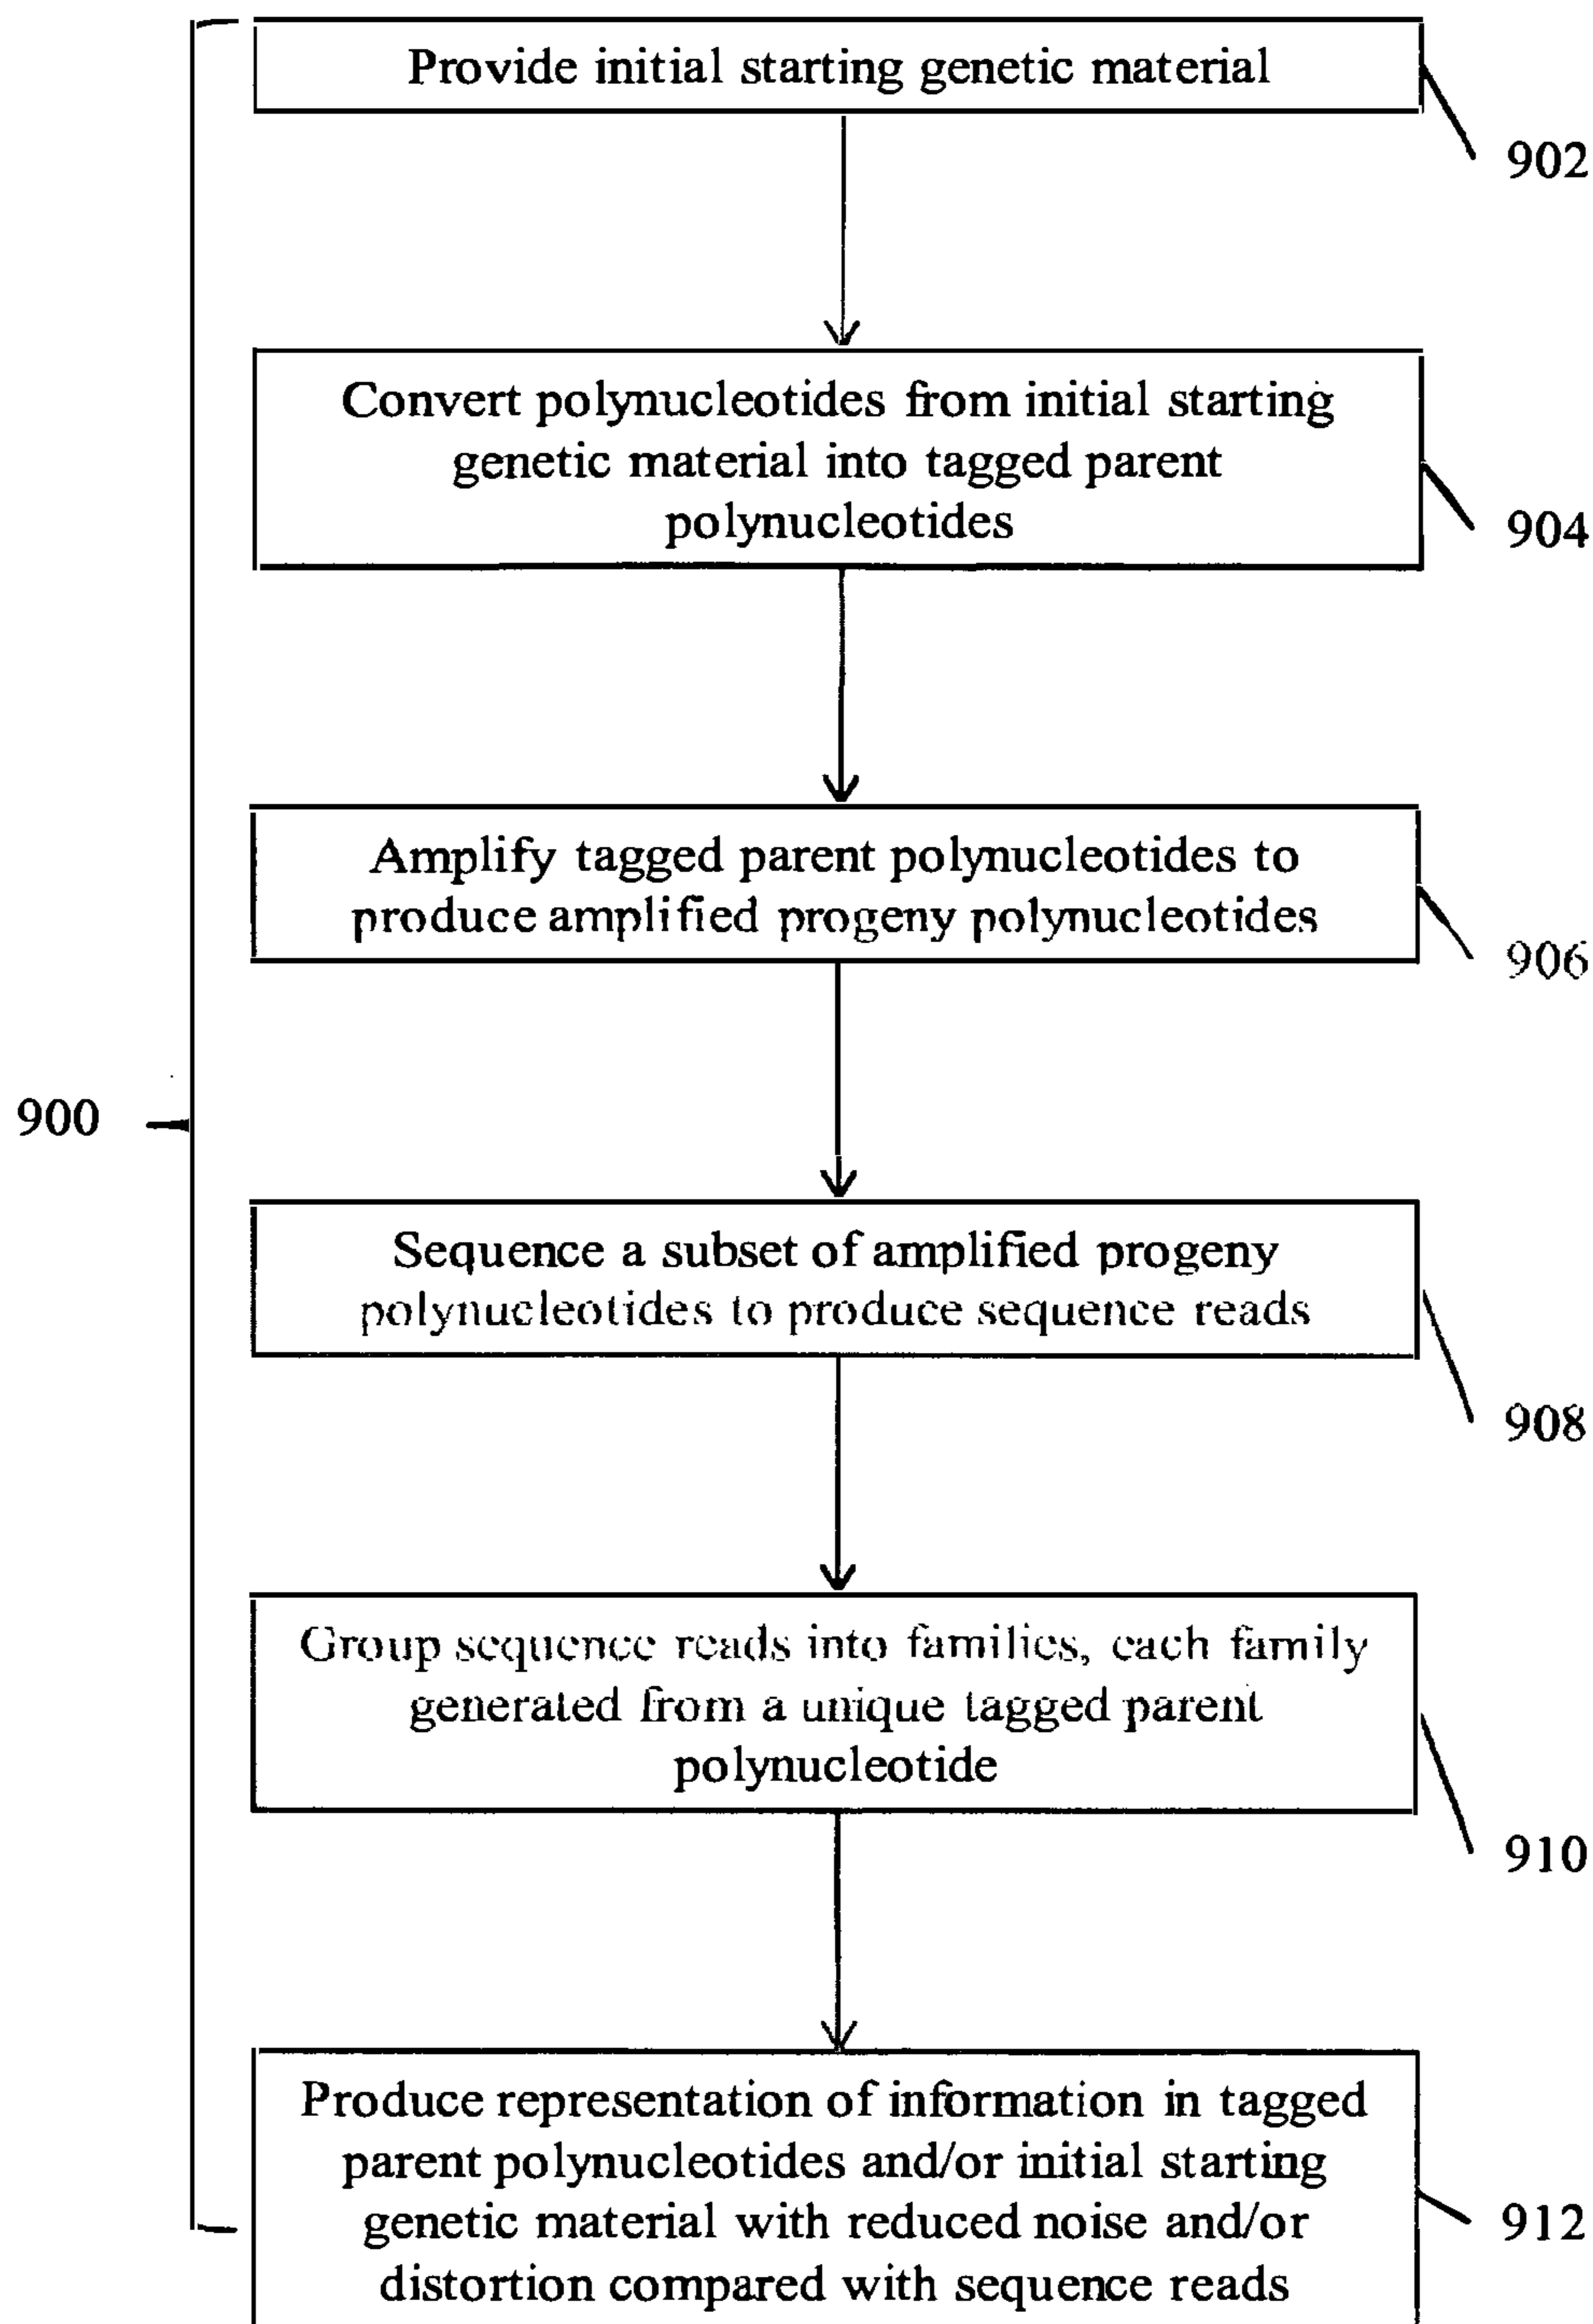 Provide initial starting genetic material
902
Convert polynucleotides from initial starting
genetic material into tagged parent
polynucleotides
904
Amplify tagged parent polynucleotides to
produce amplified progeny polynucleotides
906
900
Sequence a subset of amplified progeny
polynucleotides to produce sequence reads
908
Group sequence reads into families, each family
generated from a unique tagged parent
polynucleotide
910
Produce representation of information in tagged
parent polynucleotides and/or initial starting
genetic material with reduced noise and/or
distortion compared with sequence reads
912